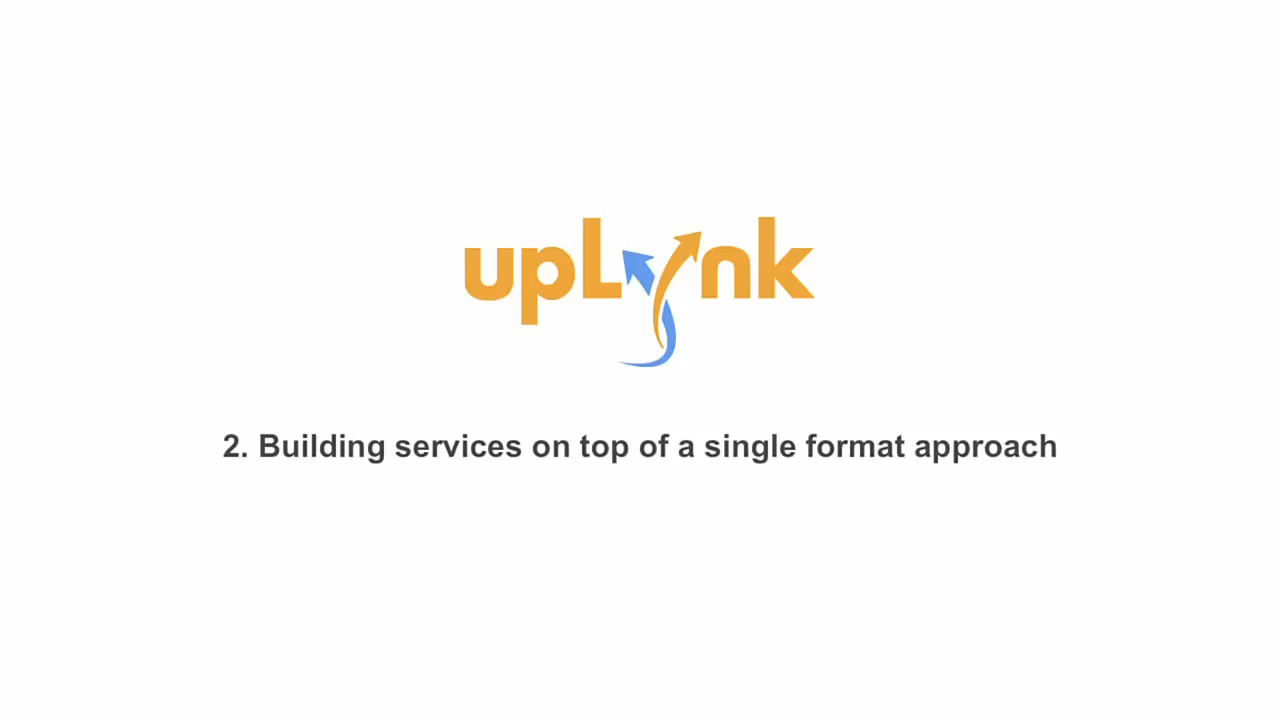 upLynk
2. Building services on top of a single format approach